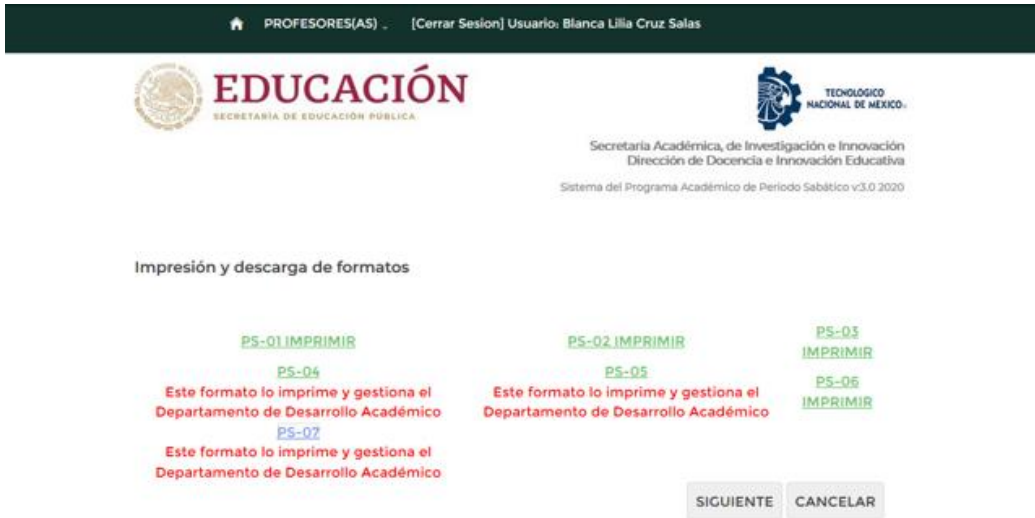 PROFESORES(AS) [Cerrar Sesion] Usuario: Blanca Lilia Cruz Salas
EDUCACIÓN
SECRETARÍA DE EDUCACIÓN PÚBLICA
TECNOLOGICO
NACIONAL DE MEXICO
Secretaría Académica, de Investigación e Innovación
Dirección de Docencia e Innovación Educativa
Sistema del Programa Académico de Periodo Sabático v:3.0 2020
Impresión y descarga de formatos
PS-01 IMPRIMIR
PS-02 IMPRIMIR
PS-03
IMPRIMIR
PS-04
Este formato lo imprime y gestiona el
Departamento de Desarrollo Académico
PS-05
Este formato lo imprime y gestiona el
Departamento de Desarrollo Académico
PS-06
IMPRIMIR
PS-07
Este formato lo imprime y gestiona el
Departamento de Desarrollo Académico
SIGUIENTE CANCELAR